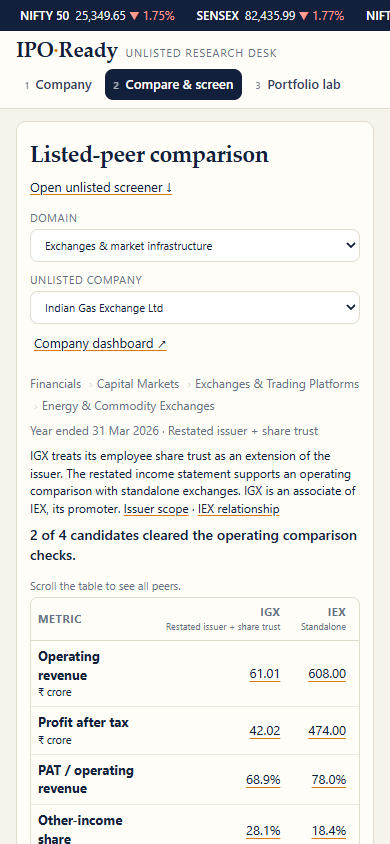 NIFTY 50 25,349.65 ▼ 1.75% SENSEX 82,435.99 ▼ 1.77% NIFT
IPO·Ready UNLISTED RESEARCH DESK
1 Company 2 Compare & screen 3 Portfolio lab
Listed-peer comparison
Open unlisted screener ↓
DOMAIN
Exchanges & market infrastructure
UNLISTED COMPANY
Indian Gas Exchange Ltd
Company dashboard ↗
Financials › Capital Markets › Exchanges & Trading Platforms
› Energy & Commodity Exchanges
Year ended 31 Mar 2026 · Restated issuer + share trust
IGX treats its employee share trust as an extension of the
issuer. The restated income statement supports an operating
comparison with standalone exchanges. IGX is an associate of
IEX, its promoter. Issuer scope · IEX relationship
2 of 4 candidates cleared the operating comparison
checks.
Scroll the table to see all peers.
METRIC IGX IEX
Restated issuer + share trust Standalone
Operating
revenue
₹ crore 61.01 608.00
Profit after tax
₹ crore 42.02 474.00
PAT / operating
revenue 68.9% 78.0%
Other-income
share 28.1% 18.4%